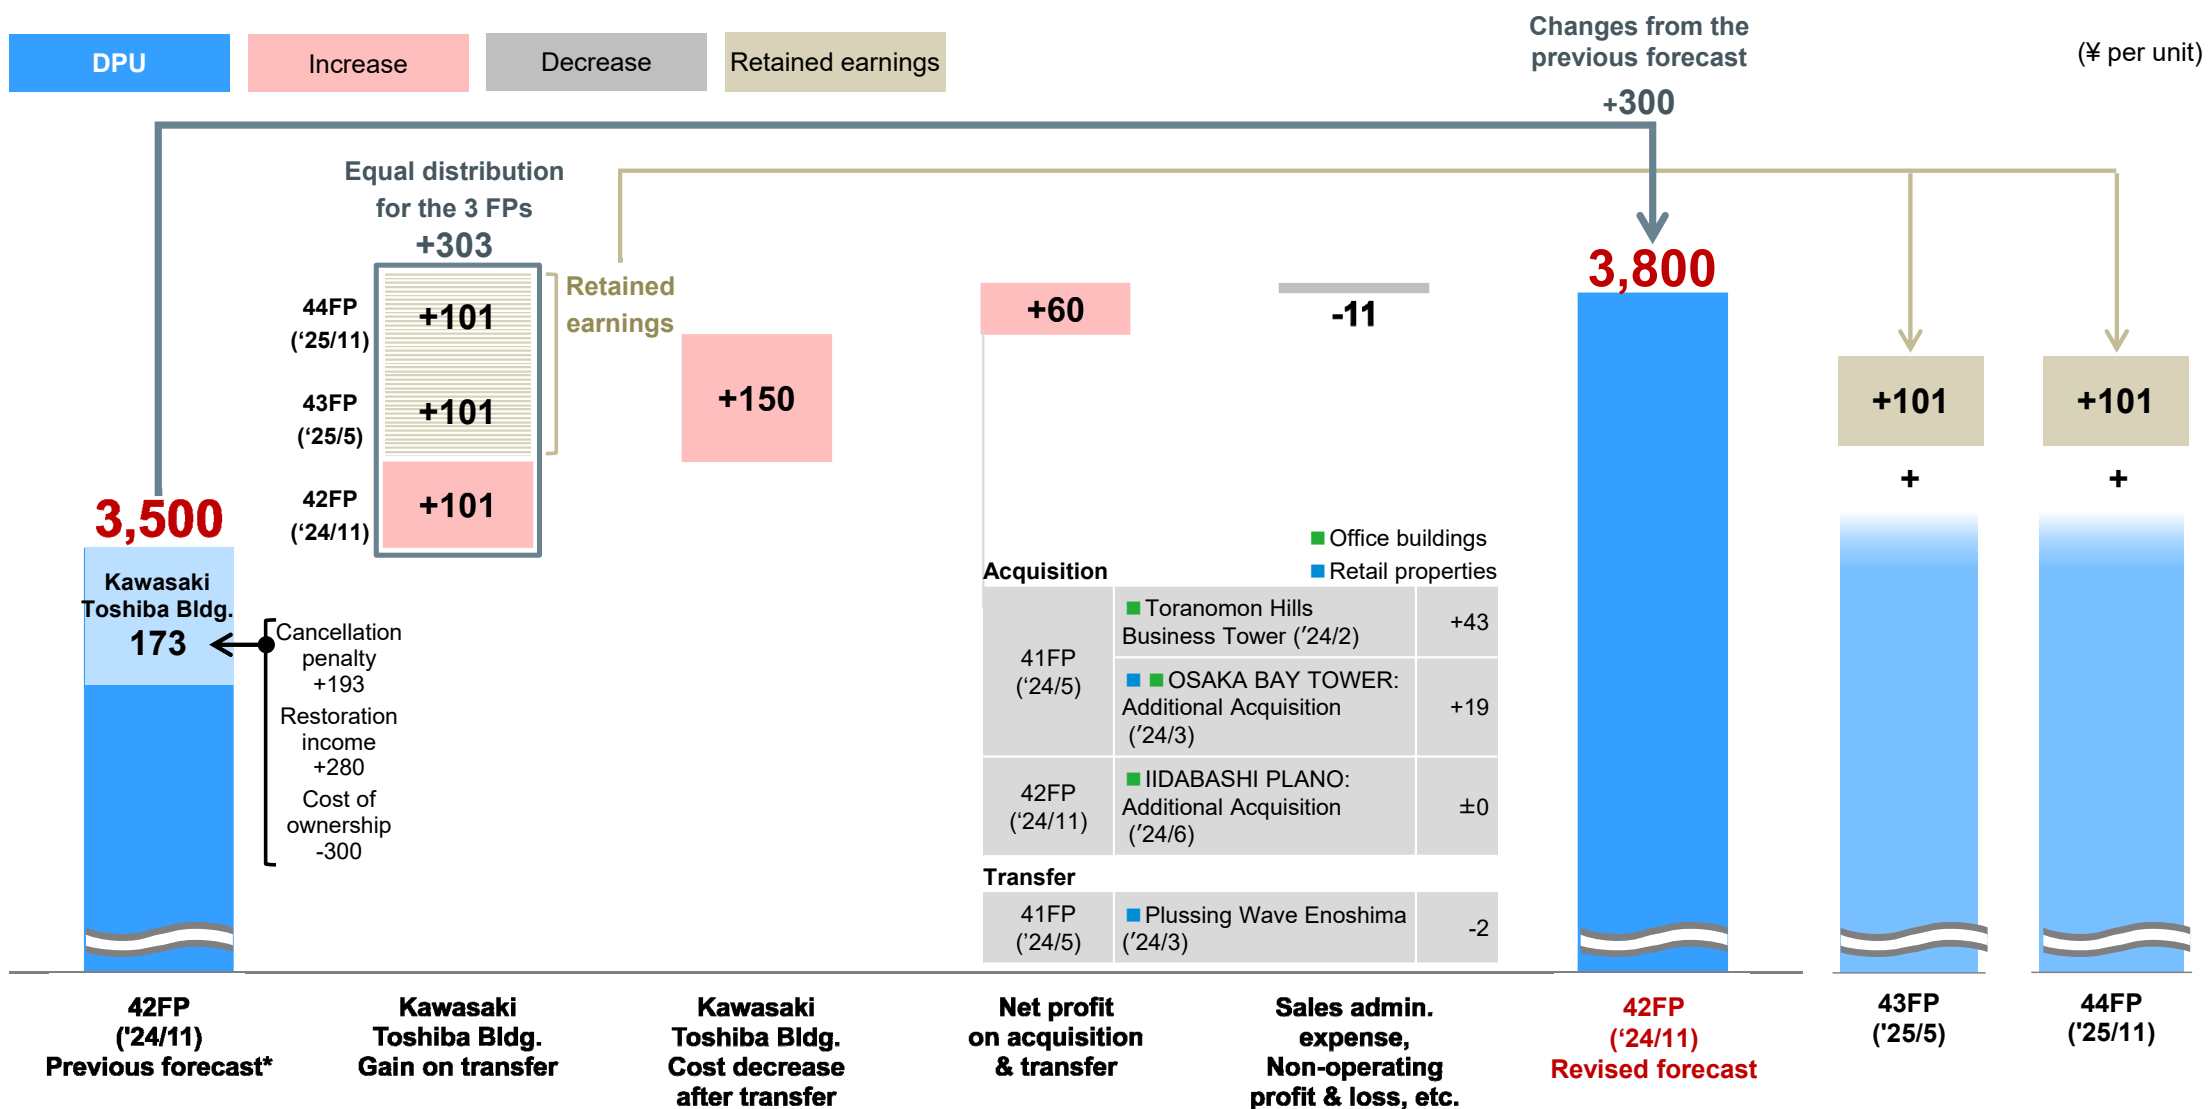 DPU
Increase
Decrease
Retained earnings
Changes from the
previous forecast
+300
(¥ per unit)
Equal distribution
for the 3 FPs
+303
44FP
(‘25/11)
+101
43FP
(‘25/5)
+101
42FP
(‘24/11)
+101
Retained
earnings
3,500
Kawasaki
Toshiba Bldg.
173
Cancellation
penalty
+193
Restoration
income
+280
Cost of
ownership
-300
+150
+60
-11
3,800
+101
+
+101
+
■ Office buildings
■ Retail properties
Acquisition
41FP
(‘24/5)
■ Toranomon Hills
Business Tower (’24/2)
+43
■ ■ OSAKA BAY TOWER:
Additional Acquisition
(’24/3)
+19
42FP
(‘24/11)
■ IIDABASHI PLANO:
Additional Acquisition
(’24/6)
±0
Transfer
41FP
(’24/5)
■ Plussing Wave Enoshima
(’24/3)
-2
42FP
('24/11)
Previous forecast*
Kawasaki
Toshiba Bldg.
Gain on transfer
Kawasaki
Toshiba Bldg.
Cost decrease
after transfer
Net profit
on acquisition
& transfer
Sales admin.
expense,
Non-operating
profit & loss, etc.
42FP
(‘24/11)
Revised forecast
43FP
('25/5)
44FP
('25/11)